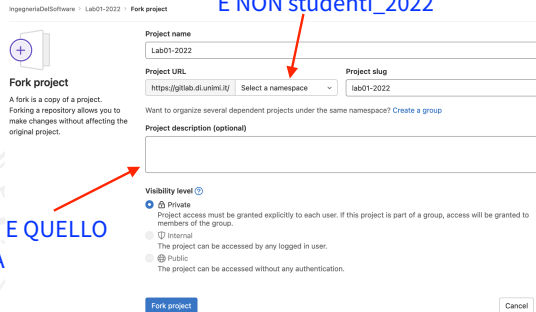 E NON studenti_2022
IngegneriaDelSoftware > Lab01-2022 > Fork project
Fork project
A fork is a copy of a project.
Forking a repository allows you to
make changes without affecting the
original project.
Project name
Lab01-2022
Project URL
Project slug
https://gitlab.di.unimi.it/
Select a namespace
lab01-2022
Want to organize several dependent projects under the same namespace? Create a group
Project description (optional)
E QUELLO
A
Visibility level
Private
Project access must be granted explicitly to each user. If this project is part of a group, access will be granted to
members of the group.
Internal
The project can be accessed by any logged in user.
Public
The project can be accessed without any authentication.
Fork project
Cancel